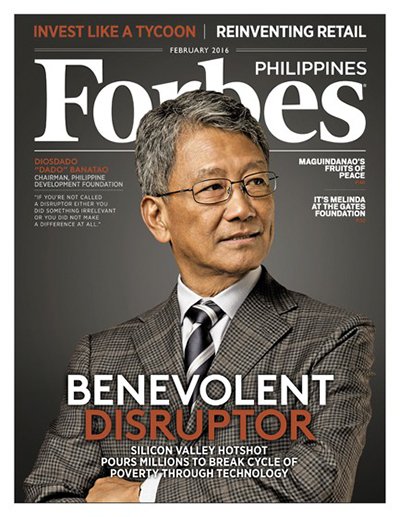 INVEST LIKE A TYCOON | REINVENTING RETAIL
FEBRUARY 2016
PHILIPPINES
Forbes
DIOSDADO
"DADO" BANATAO
CHAIRMAN, PHILIPPINE
DEVELOPMENT FOUNDATION
"IF YOU'RE NOT CALLED
A DISRUPTOR EITHER YOU
DID SOMETHING IRRELEVANT
OR YOU DID NOT MAKE
A DIFFERENCE AT ALL."
MAGUINDANAO'S
FRUITS OF
PEACE
IT'S MELINDA
AT THE GATES
FOUNDATION
BENEVOLENT
DISRUPTOR
SILICON VALLEY HOTSHOT
POURS MILLIONS TO BREAK CYCLE OF
POVERTY THROUGH TECHNOLOGY